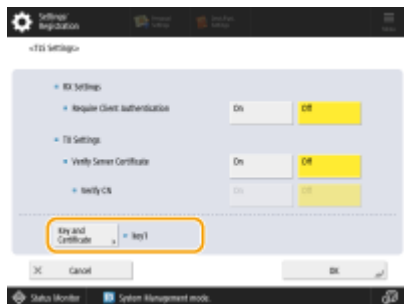 Settings/
Registration
<TLS Settings>
RX Settings
Require Client Authentication
On
Off
TX Settings
Verify Server Certificate
On
Off
Verify CN
On
Off
Key and
Certificate
key1
Cancel
OK
Status Monitor
System Management mode.